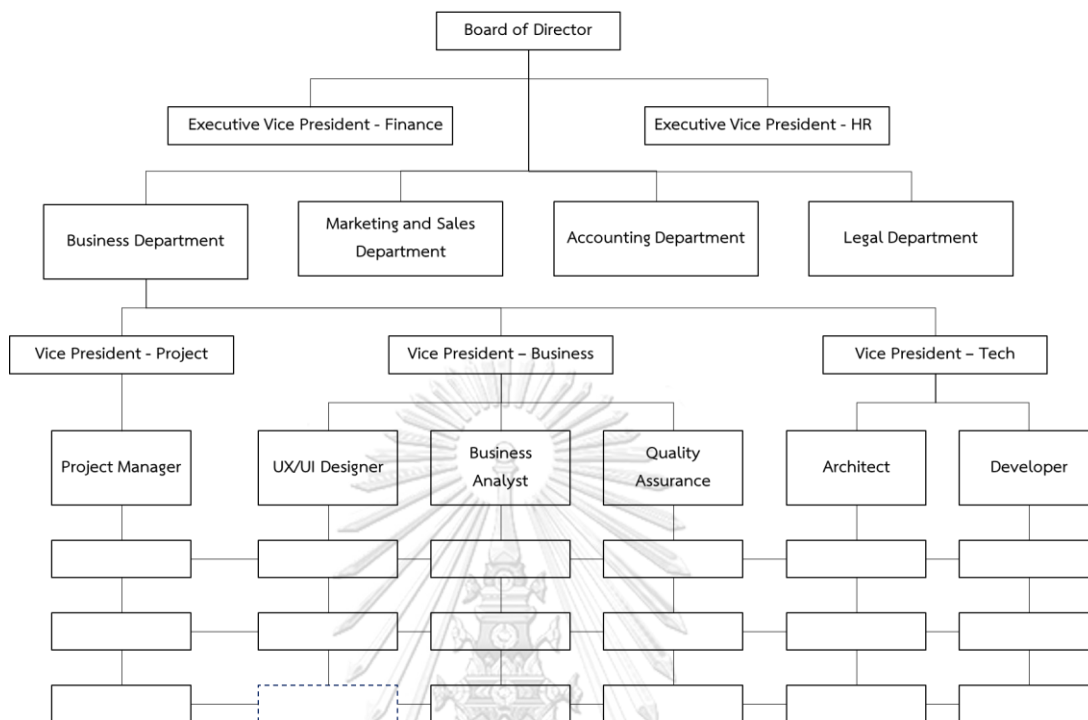 Board of Director
Executive Vice President - Finance
Executive Vice President - HR
Business Department
Marketing and Sales
Department
Accounting Department
Legal Department
Vice President - Project
Vice President – Business
Vice President – Tech
Project Manager
UX/UI Designer
Business
Analyst
Quality
Assurance
Architect
Developer